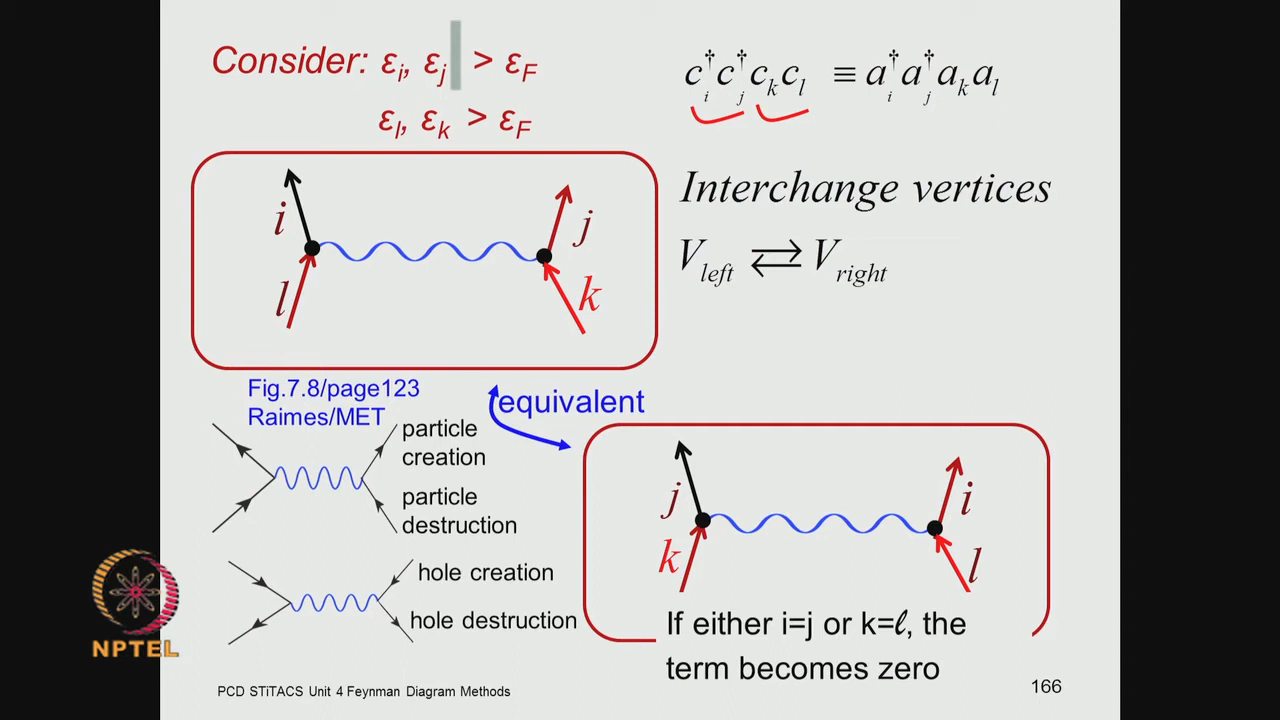 Consider: εi, εj > εF
εl, εk > εF
c†i c†j ck cl ≡ a†i a†j ak al
Interchange vertices
Vleft ⇄ Vright
i
j
l
k
Fig.7.8/page123
Raimes/MET
equivalent
particle
creation
particle
destruction
hole creation
hole destruction
j
i
k
l
If either i=j or k=ℓ, the
term becomes zero
NPTEL
PCD STiTACS Unit 4 Feynman Diagram Methods
166